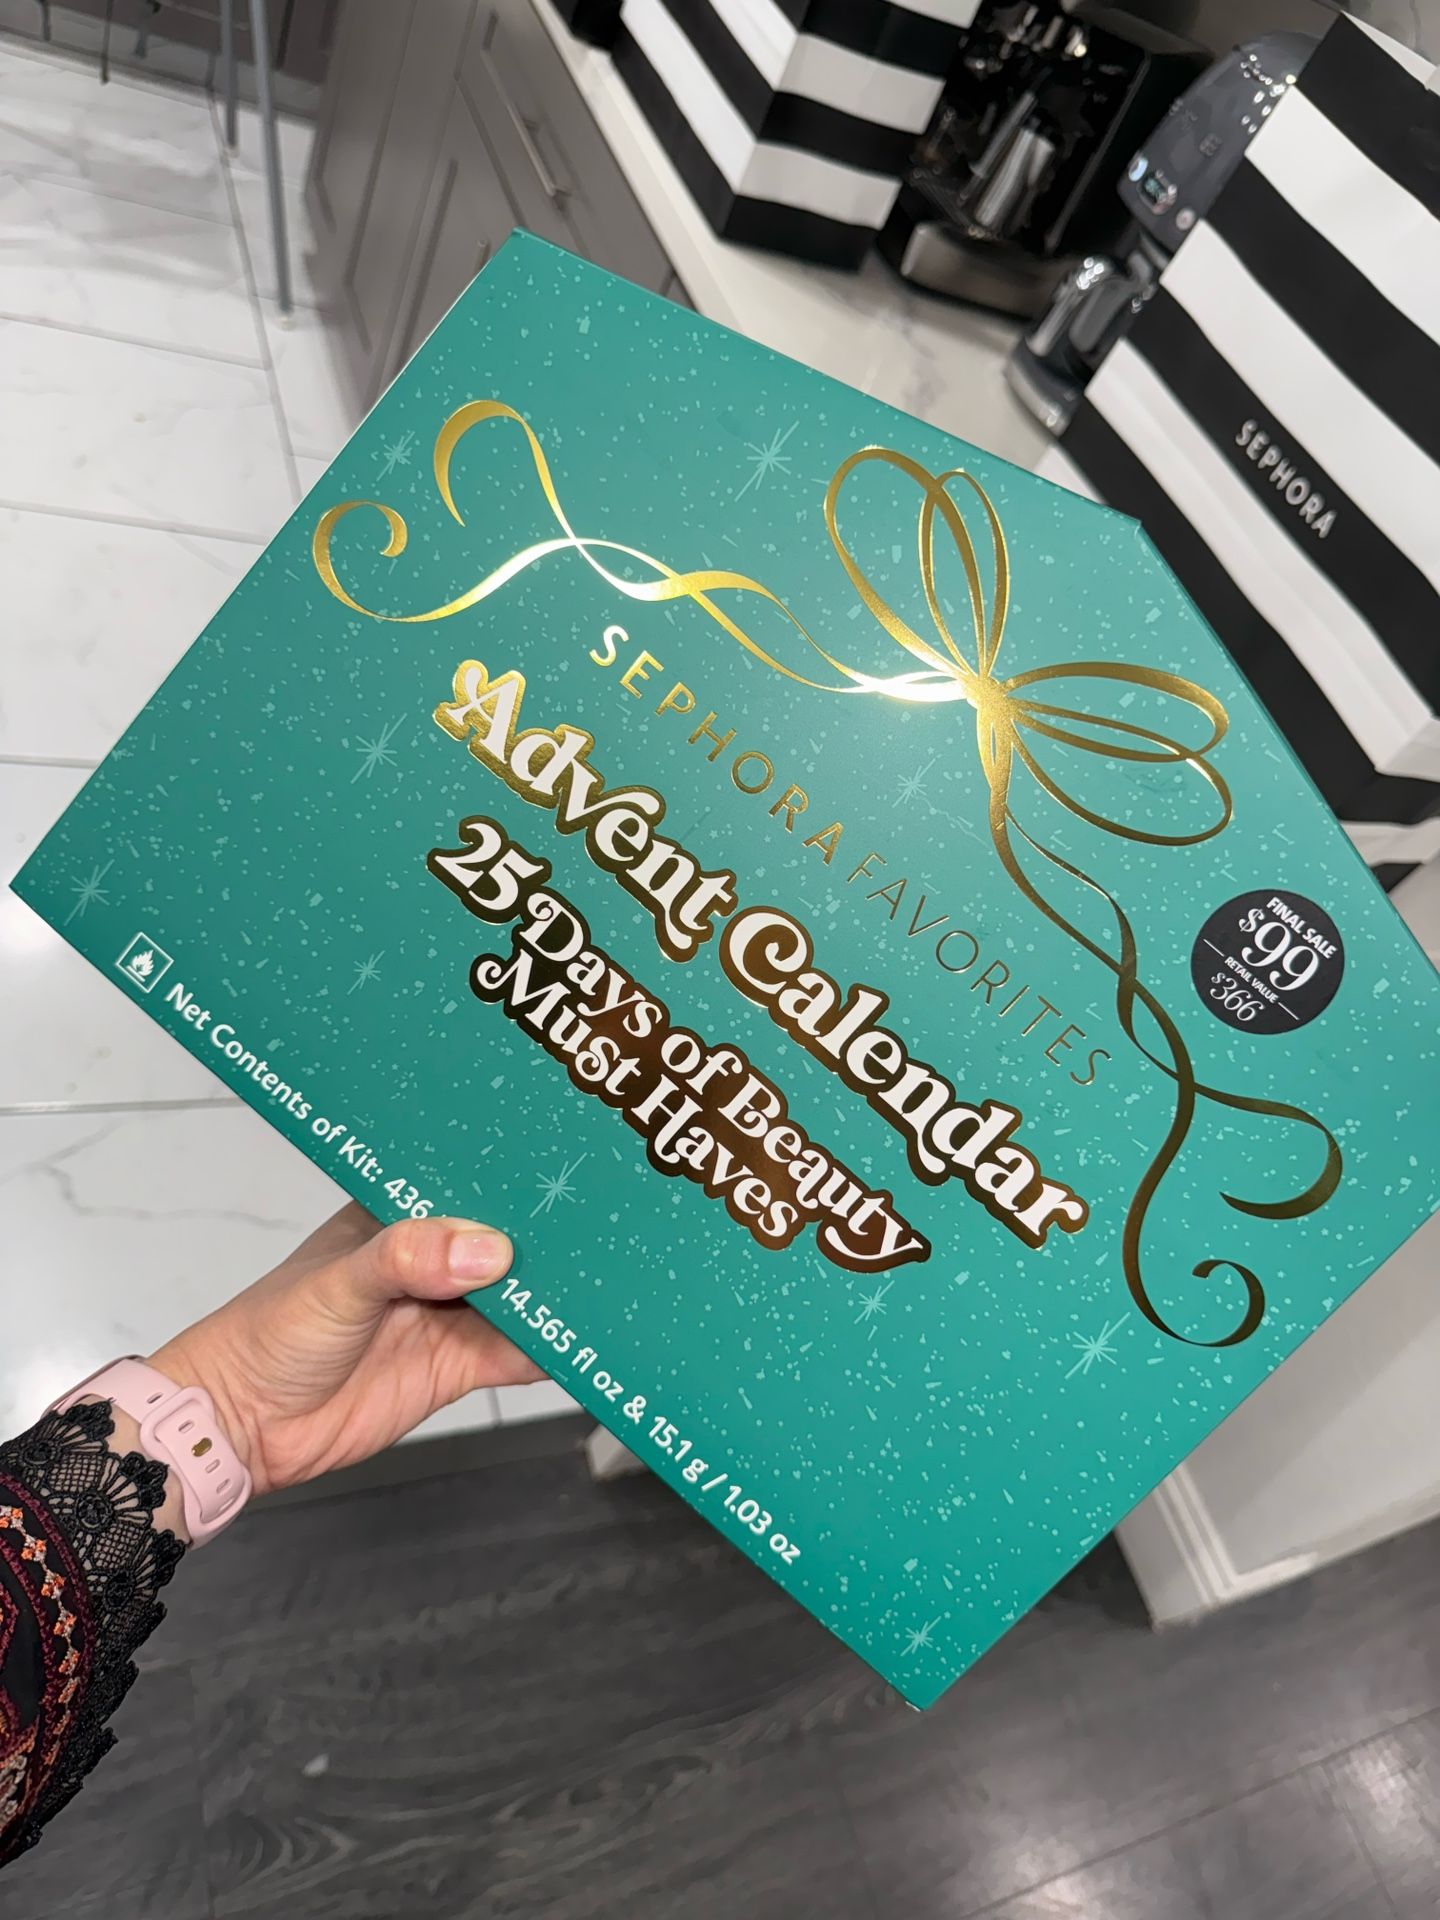 SEPHORA FAVORITES
Advent Calendar
25 Days of Beauty
Must Haves
FINAL SALE
$99
RETAIL VALUE
$366
Net Contents of Kit: 436 14.565 fl oz & 15.1 g / 1.03 oz
SEPHORA